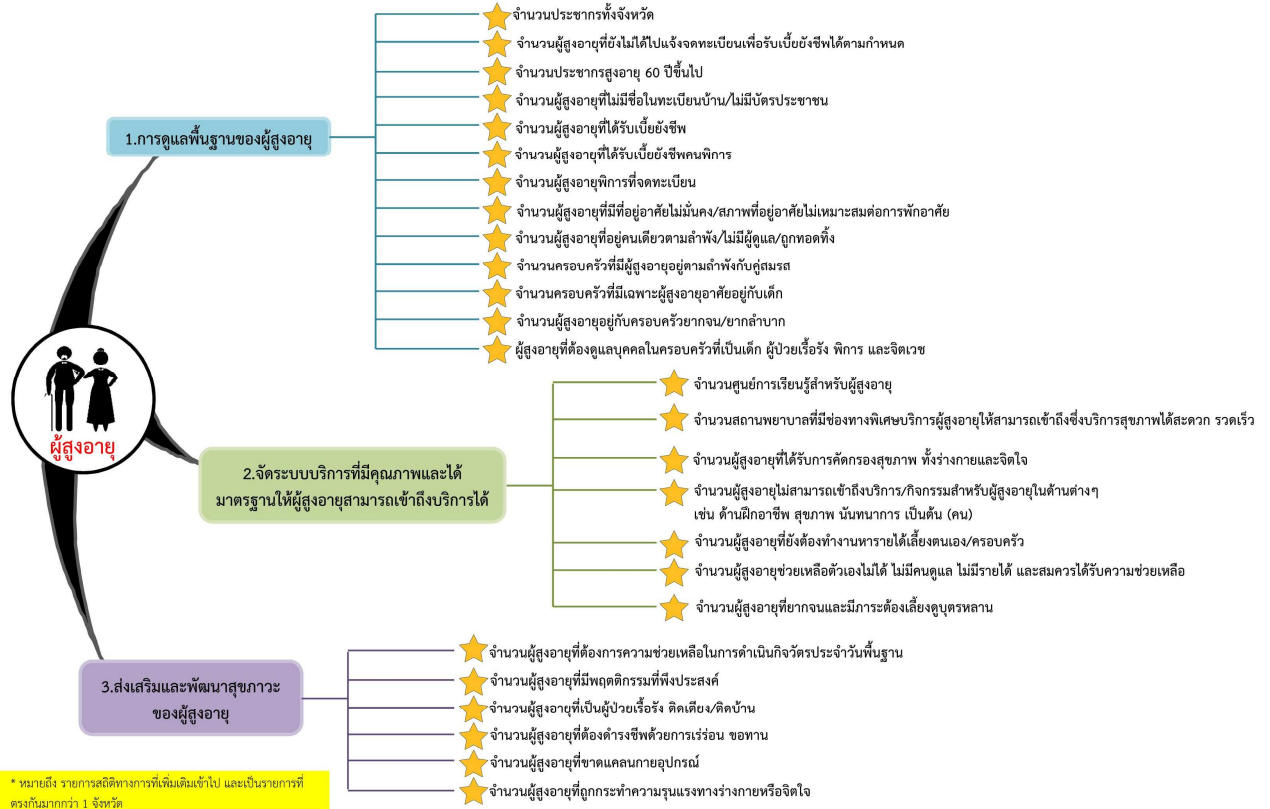 จำนวนประชากรทั้งจังหวัด
จำนวนผู้สูงอายุที่ยังไม่ได้ไปแจ้งจดทะเบียนเพื่อรับเบี้ยยังชีพได้ตามกำหนด
จำนวนประชากรสูงอายุ 60 ปีขึ้นไป
จำนวนผู้สูงอายุที่ไม่มีชื่อในทะเบียนบ้าน/ไม่มีบัตรประชาชน
1.การดูแลพื้นฐานของผู้สูงอายุ
จำนวนผู้สูงอายุที่ได้รับเบี้ยยังชีพ
จำนวนผู้สูงอายุที่ได้รับเบี้ยยังชีพคนพิการ
จำนวนผู้สูงอายุพิการที่จดทะเบียน
จำนวนผู้สูงอายุที่มีที่อยู่อาศัยไม่มั่นคง/สภาพที่อยู่อาศัยไม่เหมาะสมต่อการพักอาศัย
จำนวนผู้สูงอายุที่อยู่คนเดียวตามลำพัง/ไม่มีผู้ดูแล/ถูกทอดทิ้ง
จำนวนครอบครัวที่มีผู้สูงอายุอยู่ตามลำพังกับคู่สมรส
จำนวนครอบครัวที่มีเฉพาะผู้สูงอายุอาศัยอยู่กับเด็ก
จำนวนผู้สูงอายุอยู่กับครอบครัวยากจน/ยากลำบาก
ผู้สูงอายุที่ต้องดูแลบุคคลในครอบครัวที่เป็นเด็ก ผู้ป่วยเรื้อรัง พิการ และจิตเวช
ผู้สูงอายุ
2.จัดระบบบริการที่มีคุณภาพและได้
มาตรฐานให้ผู้สูงอายุสามารถเข้าถึงบริการได้
จำนวนศูนย์การเรียนรู้สำหรับผู้สูงอายุ
จำนวนสถานพยาบาลที่มีช่องทางพิเศษบริการผู้สูงอายุให้สามารถเข้าถึงซึ่งบริการสุขภาพได้สะดวก รวดเร็ว
จำนวนผู้สูงอายุที่ได้รับการคัดกรองสุขภาพ ทั้งร่างกายและจิตใจ
จำนวนผู้สูงอายุไม่สามารถเข้าถึงบริการ/กิจกรรมสำหรับผู้สูงอายุในด้านต่างๆ
เช่น ด้านฝึกอาชีพ สุขภาพ นันทนาการ เป็นต้น (คน)
จำนวนผู้สูงอายุที่ยังต้องทำงานหารายได้เลี้ยงตนเอง/ครอบครัว
จำนวนผู้สูงอายุช่วยเหลือตัวเองไม่ได้ ไม่มีคนดูแล ไม่มีรายได้ และสมควรได้รับความช่วยเหลือ
จำนวนผู้สูงอายุที่ยากจนและมีภาระต้องเลี้ยงดูบุตรหลาน
3.ส่งเสริมและพัฒนาสุขภาวะ
ของผู้สูงอายุ
จำนวนผู้สูงอายุที่ต้องการความช่วยเหลือในการดำเนินกิจวัตรประจำวันพื้นฐาน
จำนวนผู้สูงอายุที่มีพฤตติกรรมที่พึงประสงค์
จำนวนผู้สูงอายุที่เป็นผู้ป่วยเรื้อรัง ติดเตียง/ติดบ้าน
จำนวนผู้สูงอายุที่ต้องดำรงชีพด้วยการเร่ร่อน ขอทาน
จำนวนผู้สูงอายุที่ขาดแคลนกายอุปกรณ์
จำนวนผู้สูงอายุที่ถูกกระทำความรุนแรงทางร่างกายหรือจิตใจ
* หมายถึง รายการสถิติทางการที่เพิ่มเติมเข้าไป และเป็นรายการที่
ตรงกันมากกว่า 1 จังหวัด